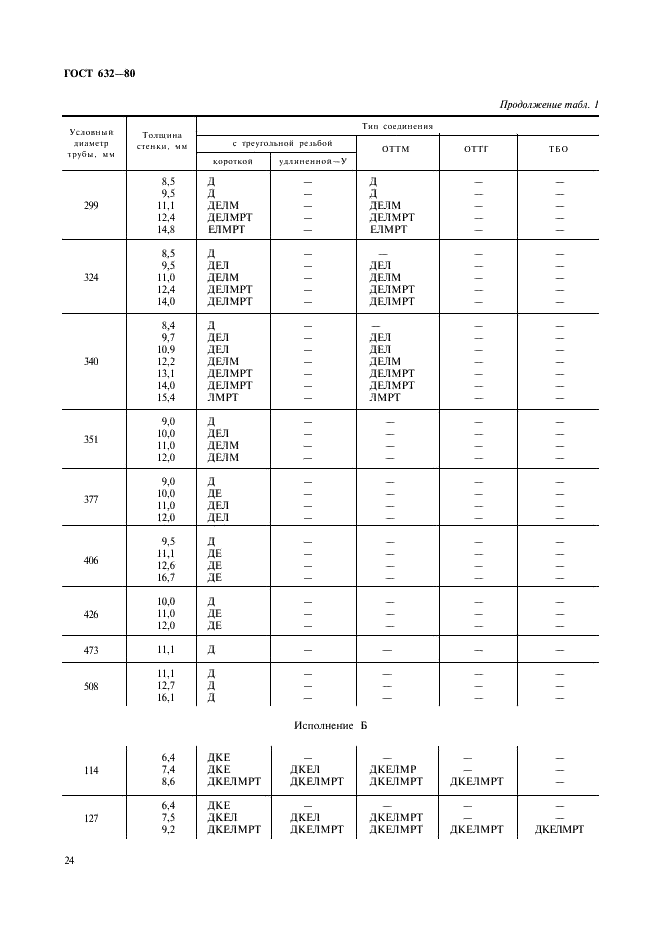 ГОСТ 632—80
Продолжение табл. 1
Условный диаметр трубы, мм
Толщина стенки, мм
Тип соединения
с треугольной резьбой
ОТТМ
ОТТГ
ТБО
короткой
удлиненной—У
299
8,5 Д — Д — —
9,5 Д — Д — —
11,1 ДЕЛМ — ДЕЛМ — —
12,4 ДЕЛМРТ — ДЕЛМРТ — —
14,8 ЕЛМРТ — ЕЛМРТ — —
324
8,5 Д — — — —
9,5 ДЕЛ — ДЕЛ — —
11,0 ДЕЛМ — ДЕЛМ — —
12,4 ДЕЛМРТ — ДЕЛМРТ — —
14,0 ДЕЛМРТ — ДЕЛМРТ — —
340
8,4 Д — — — —
9,7 ДЕЛ — ДЕЛ — —
10,9 ДЕЛ — ДЕЛ — —
12,2 ДЕЛМ — ДЕЛМ — —
13,1 ДЕЛМРТ — ДЕЛМРТ — —
14,0 ДЕЛМРТ — ДЕЛМРТ — —
15,4 ЛМРТ — ЛМРТ — —
351
9,0 Д — — — —
10,0 ДЕЛ — — — —
11,0 ДЕЛМ — — — —
12,0 ДЕЛМ — — — —
377
9,0 Д — — — —
10,0 ДЕ — — — —
11,0 ДЕЛ — — — —
12,0 ДЕЛ — — — —
406
9,5 Д — — — —
11,1 ДЕ — — — —
12,6 ДЕ — — — —
16,7 ДЕ — — — —
426
10,0 Д — — — —
11,0 ДЕ — — — —
12,0 ДЕ — — — —
473 11,1 Д — — — —
508
11,1 Д — — — —
12,7 Д — — — —
16,1 Д — — — —
Исполнение Б
114
6,4 ДКЕ — — — —
7,4 ДКЕ ДКЕЛ ДКЕЛМР — —
8,6 ДКЕЛМРТ ДКЕЛМРТ ДКЕЛМРТ ДКЕЛМРТ —
127
6,4 ДКЕ — — — —
7,5 ДКЕЛ ДКЕЛ ДКЕЛМРТ — —
9,2 ДКЕЛМРТ ДКЕЛМРТ ДКЕЛМРТ ДКЕЛМРТ ДКЕЛМРТ
24